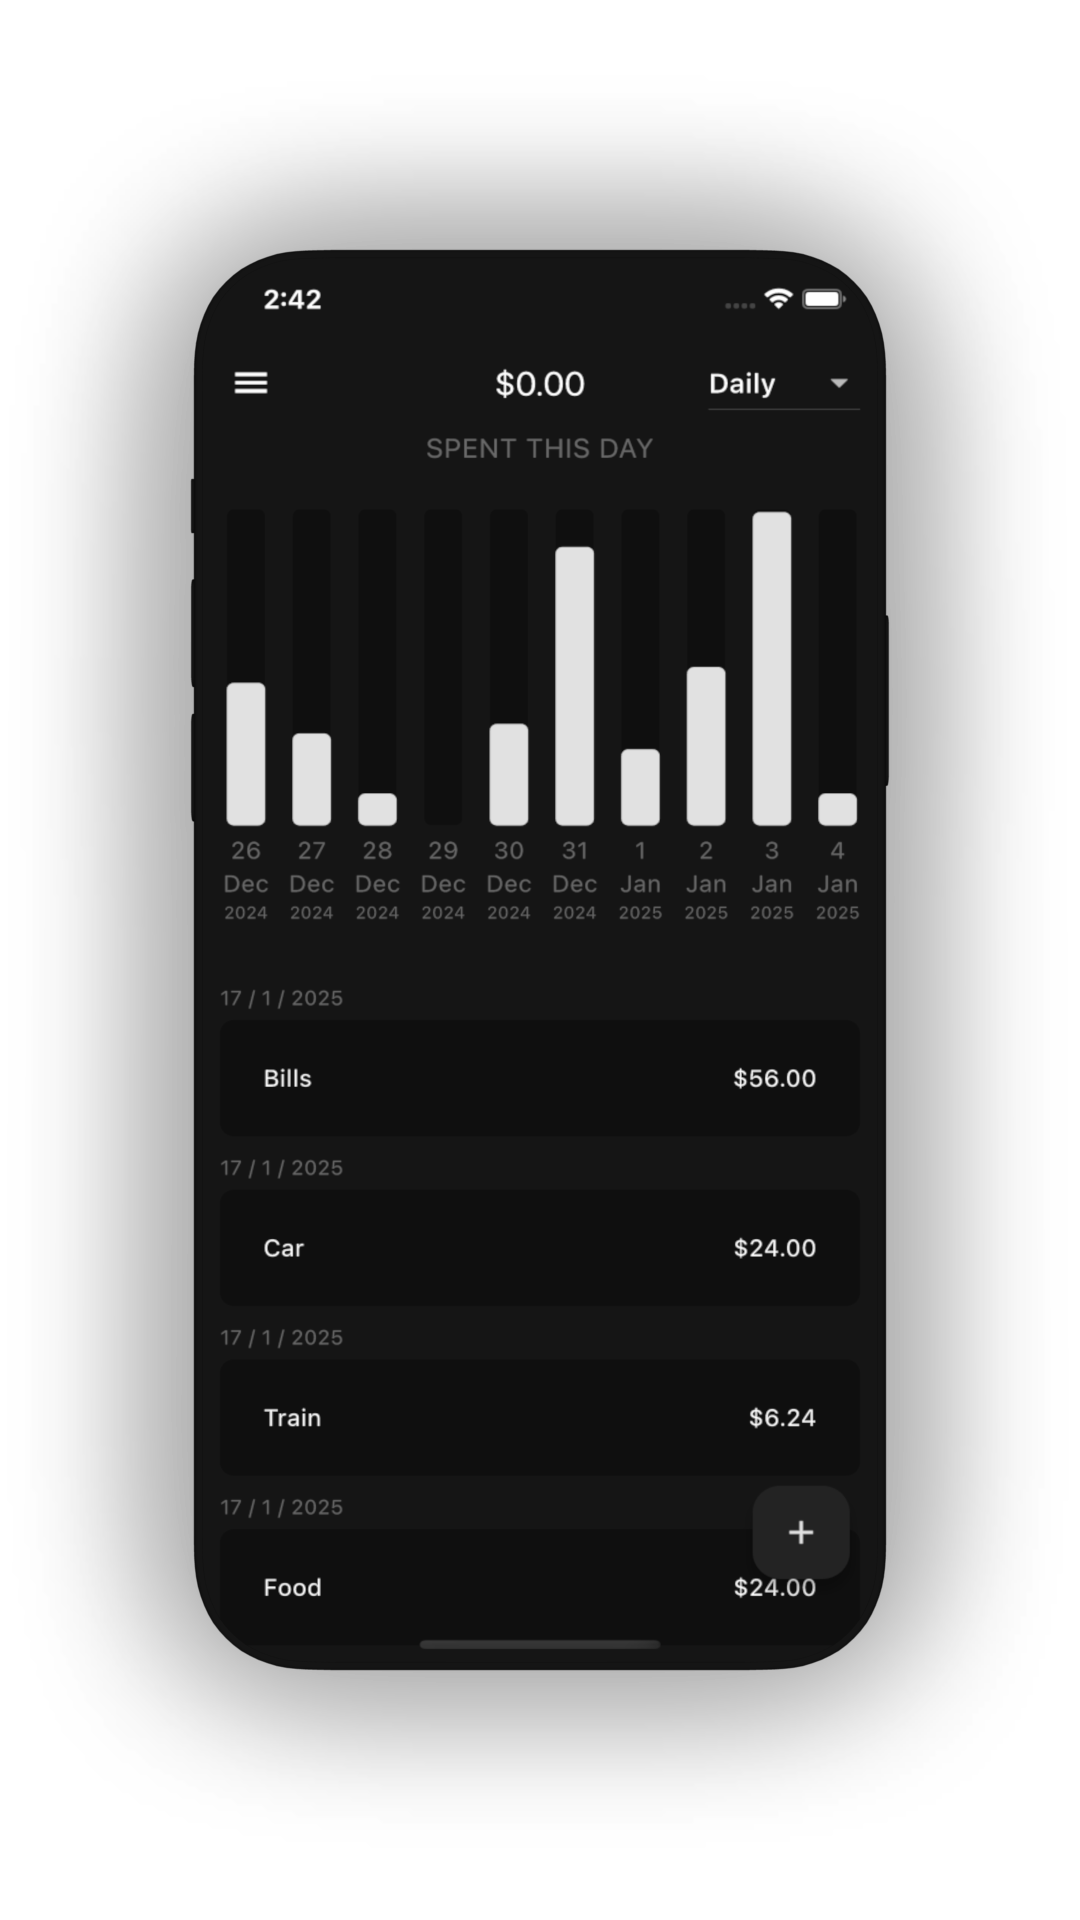 2:42
$0.00
Daily
SPENT THIS DAY
26 27 28 29 30 31 1 2 3 4
Dec Dec Dec Dec Dec Dec Jan Jan Jan Jan
2024 2024 2024 2024 2024 2024 2025 2025 2025 2025
17 / 1 / 2025
Bills $56.00
17 / 1 / 2025
Car $24.00
17 / 1 / 2025
Train $6.24
17 / 1 / 2025
+
Food $24.00